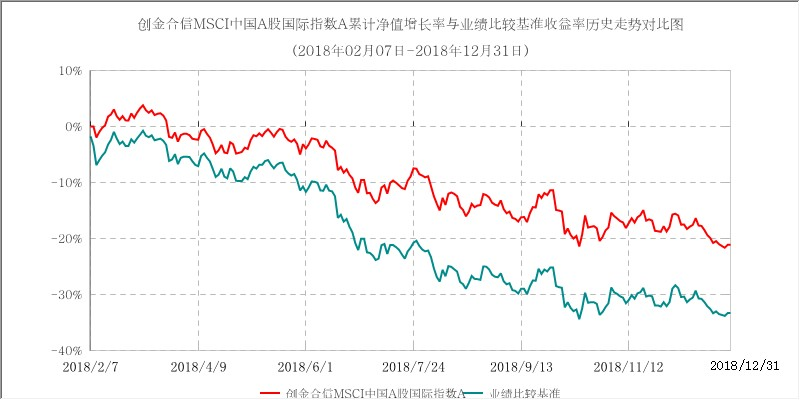 创金合信MSCI中国A股国际指数A累计净值增长率与业绩比较基准收益率历史走势对比图
(2018年02月07日-2018年12月31日)
10%
0%
-10%
-20%
-30%
-40%
2018/2/7 2018/4/9 2018/6/1 2018/7/24 2018/9/13 2018/11/12 2018/12/31
创金合信MSCI中国A股国际指数A 业绩比较基准